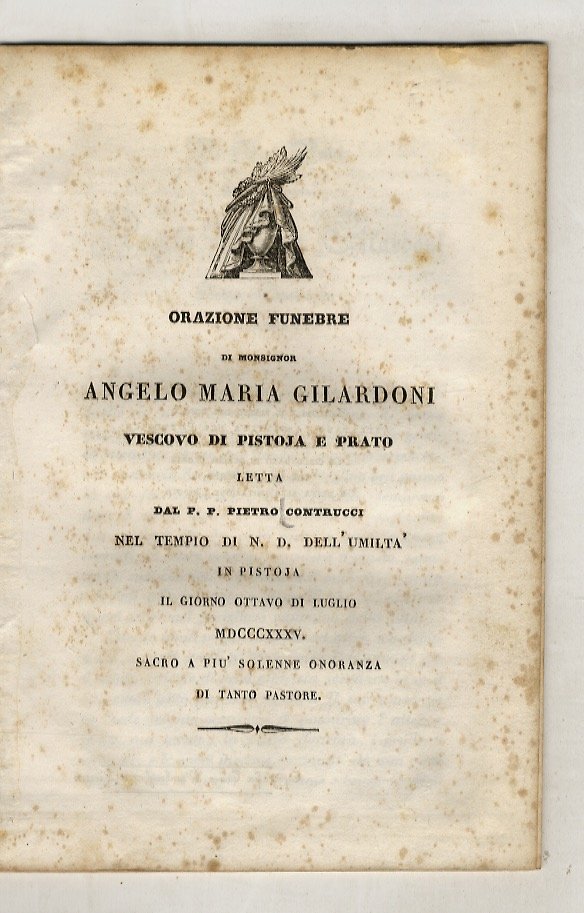 ORAZIONE FUNEBRE
DI MONSIGNOR
ANGELO MARIA GILARDONI
VESCOVO DI PISTOJA E PRATO
LETTA
DAL P. P. PIETRO CONTRUCCI
NEL TEMPIO DI N. D. DELL'UMILTA'
IN PISTOJA
IL GIORNO OTTAVO DI LUGLIO
MDCCCXXXV.
SACRO A PIU' SOLENNE ONORANZA
DI TANTO PASTORE.